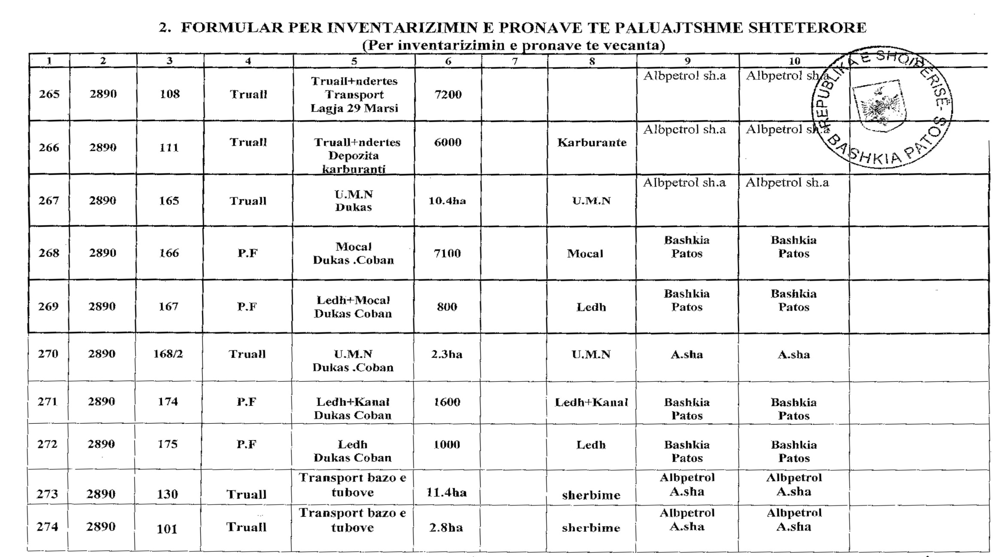 2. FORMULAR PER INVENTARIZIMIN E PRONAVE TE PALUAJTSHME SHTETERORE
(Per inventarizimin e pronave te vecanta)
1 2 3 4 5 6 7 8 9 10
265 2890 108 Truall Truall+ndertes Transport Lagja 29 Marsi 7200 Albpetrol sh.a Albpetrol sh.a
266 2890 111 Truall Truall+ndertes Depozita karburanti 6000 Karburante Albpetrol sh.a Albpetrol sh.a
267 2890 165 Truall U.M.N Dukas 10.4ha U.M.N Albpetrol sh.a Albpetrol sh.a
268 2890 166 P.F Mocal Dukas .Coban 7100 Mocal Bashkia Patos Bashkia Patos
269 2890 167 P.F Ledh+Mocal Dukas Coban 800 Ledh Bashkia Patos Bashkia Patos
270 2890 168/2 Truall U.M.N Dukas .Coban 2.3ha U.M.N A.sha A.sha
271 2890 174 P.F Ledh+Kanal Dukas Coban 1600 Ledh+Kanal Bashkia Patos Bashkia Patos
272 2890 175 P.F Ledh Dukas Coban 1000 Ledh Bashkia Patos Bashkia Patos
273 2890 130 Truall Transport bazo e tubove 11.4ha sherbime Albpetrol A.sha Albpetrol A.sha
274 2890 101 Truall Transport bazo e tubove 2.8ha sherbime Albpetrol A.sha Albpetrol A.sha
REPUBLIKA E SHQIPERISE-
BASHKIA PATOS